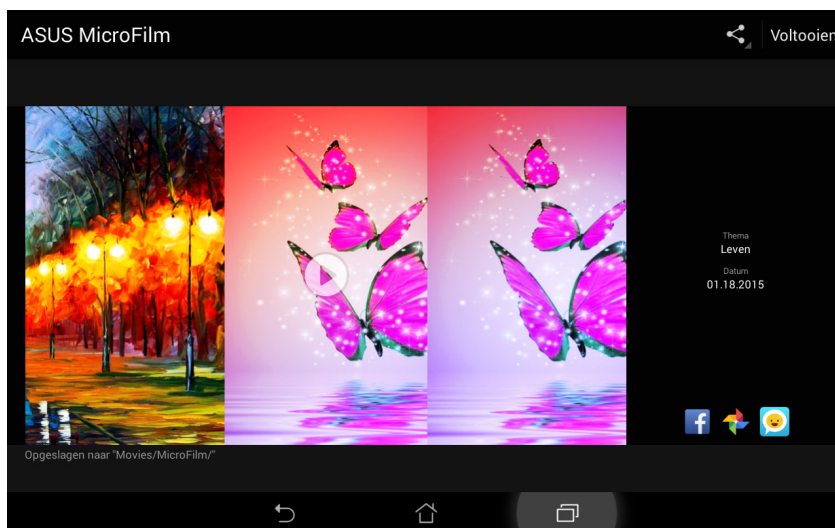 ASUS MicroFilm
Voltooien
Thema
Leven
Datum
01.18.2015
Opgeslagen naar "Movies/MicroFilm/"